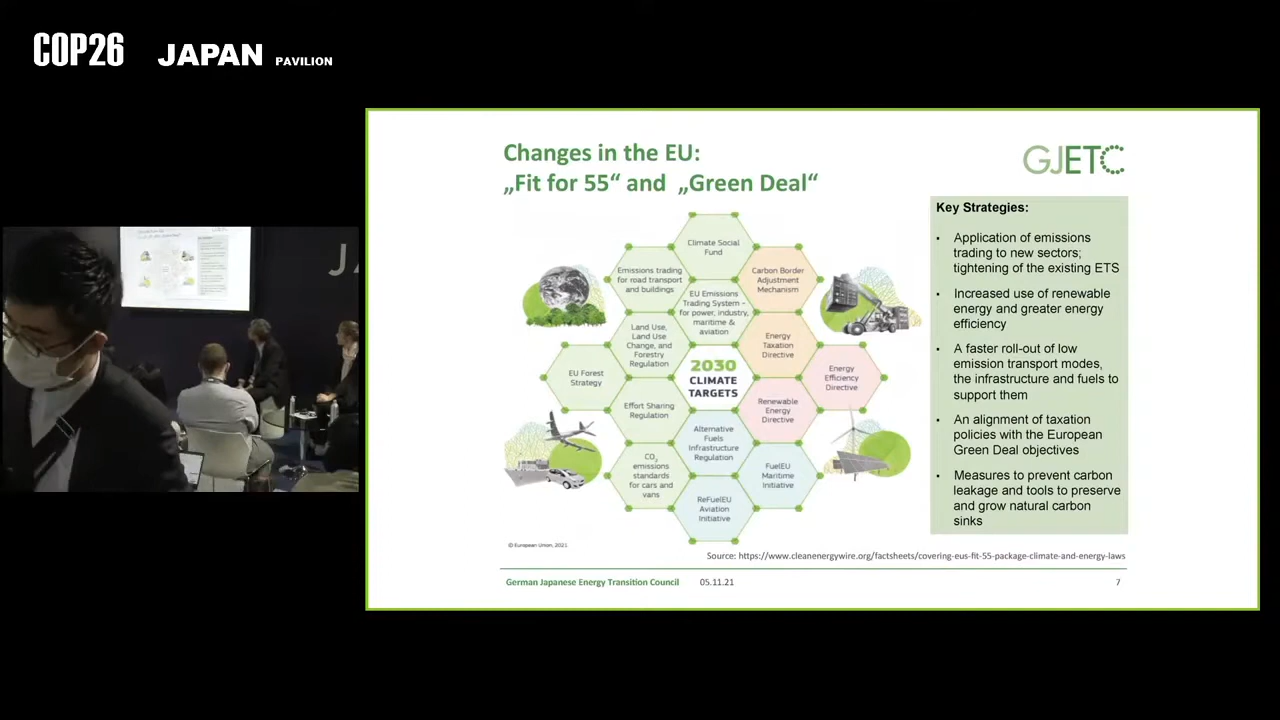 COP26 JAPAN PAVILION
Changes in the EU:
„Fit for 55“ and „Green Deal“
GJETC
Climate Social
Fund
Emissions trading
for road transport
and buildings
Carbon Border
Adjustment
Mechanism
EU Emissions
Trading System –
for power, industry,
maritime &
aviation
Land Use,
Land Use
Change, and
Forestry
Regulation
Energy
Taxation
Directive
EU Forest
Strategy
2030
CLIMATE
TARGETS
Energy
Efficiency
Directive
Effort Sharing
Regulation
Renewable
Energy
Directive
Alternative
Fuels
Infrastructure
Regulation
CO2
emissions
standards
for cars and
vans
FuelEU
Maritime
Initiative
ReFuelEU
Aviation
Initiative
© European Union, 2021
Key Strategies:
• Application of emissions
trading to new sectors;
tightening of the existing ETS
• Increased use of renewable
energy and greater energy
efficiency
• A faster roll-out of low
emission transport modes,
the infrastructure and fuels to
support them
• An alignment of taxation
policies with the European
Green Deal objectives
• Measures to prevent carbon
leakage and tools to preserve
and grow natural carbon
sinks
Source: https://www.cleanenergywire.org/factsheets/covering-eus-fit-55-package-climate-and-energy-laws
German Japanese Energy Transition Council 05.11.21 7